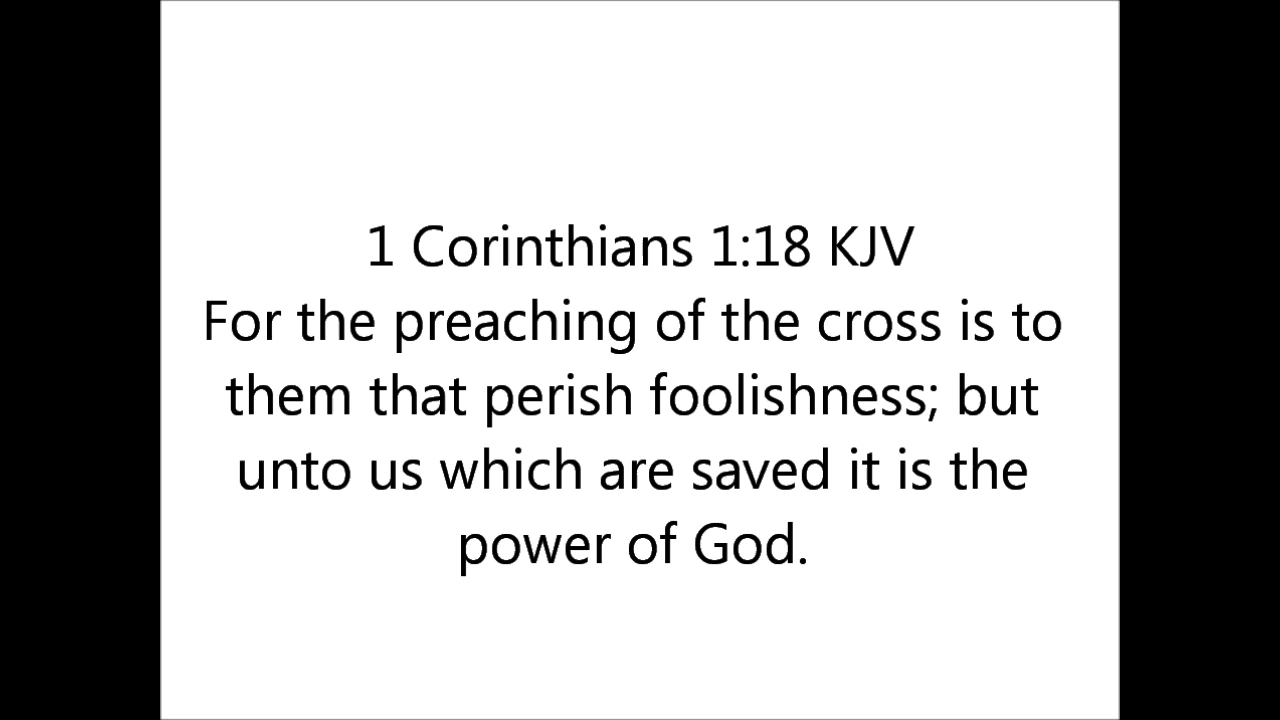 1 Corinthians 1:18 KJV
For the preaching of the cross is to
them that perish foolishness; but
unto us which are saved it is the
power of God.